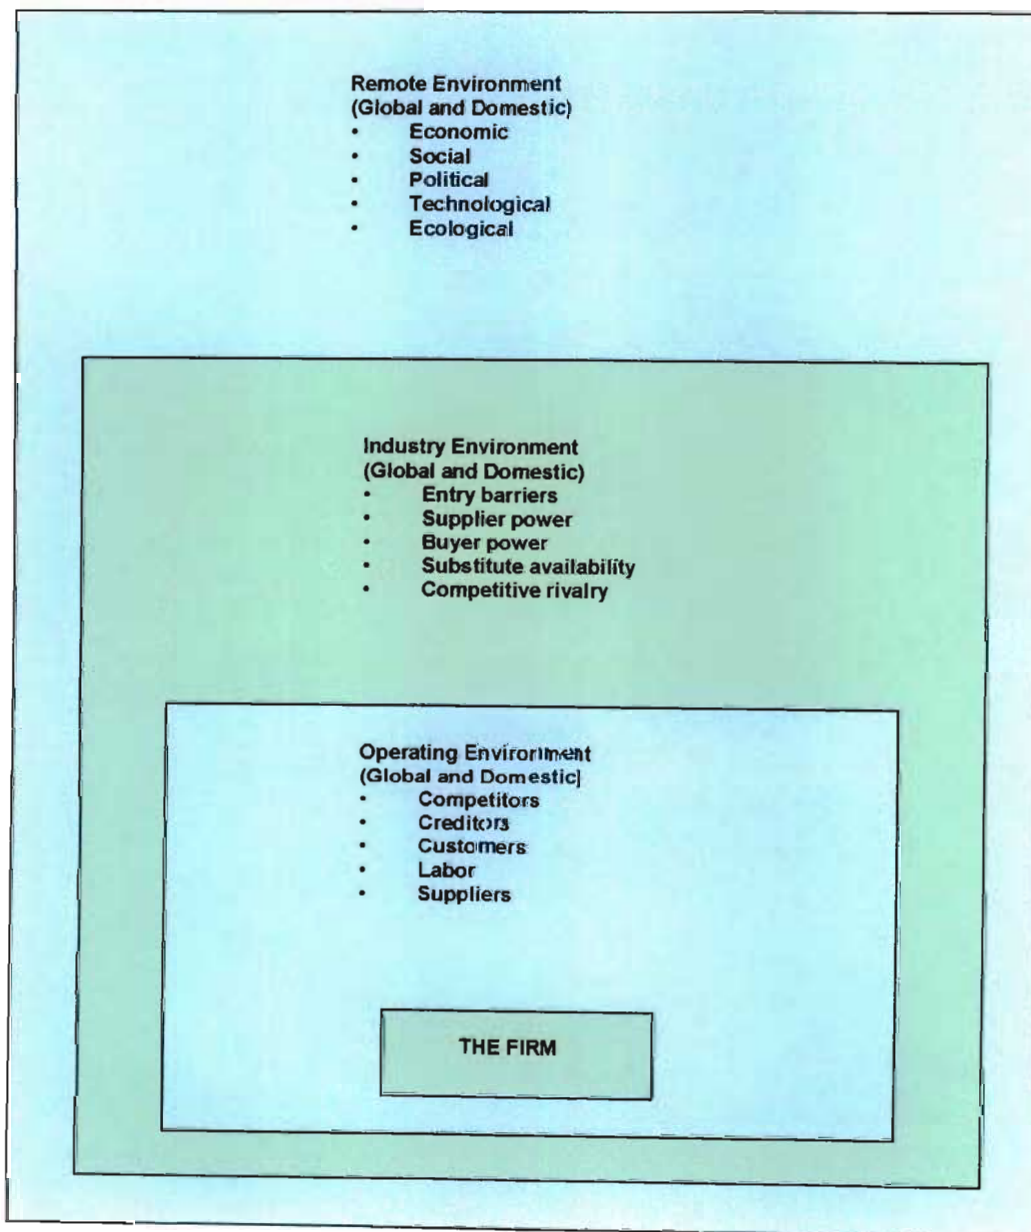 Remote Environment
(Global and Domestic)
• Economic
• Social
• Political
• Technological
• Ecological
Industry Environment
(Global and Domestic)
• Entry barriers
• Supplier power
• Buyer power
• Substitute availability
• Competitive rivalry
Operating Environment
(Global and Domestic)
• Competitors
• Creditors
• Customers
• Labor
• Suppliers
THE FIRM